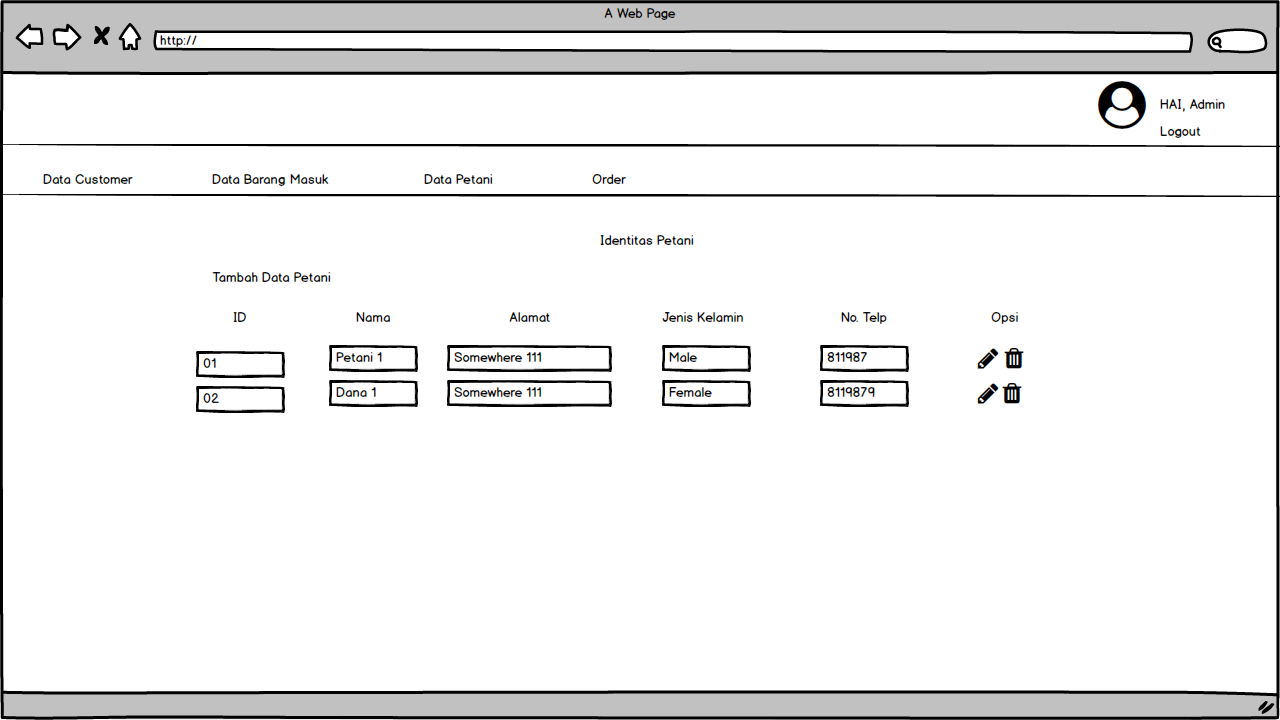 A Web Page
http://
HAI, Admin
Logout
Data Customer Data Barang Masuk Data Petani Order
Identitas Petani
Tambah Data Petani
ID Nama Alamat Jenis Kelamin No. Telp Opsi
01 Petani 1 Somewhere 111 Male 811987
02 Dana 1 Somewhere 111 Female 8119879